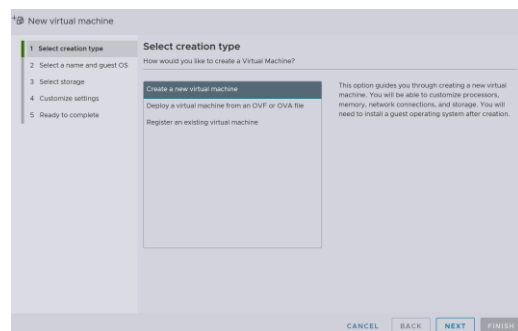 New virtual machine
1 Select creation type
2 Select a name and guest OS
3 Select storage
4 Customize settings
5 Ready to complete
Select creation type
How would you like to create a Virtual Machine?
Create a new virtual machine
Deploy a virtual machine from an OVF or OVA file
Register an existing virtual machine
This option guides you through creating a new virtual
machine. You will be able to customize processors,
memory, network connections, and storage. You will
need to install a guest operating system after creation.
CANCEL
BACK
NEXT
FINISH